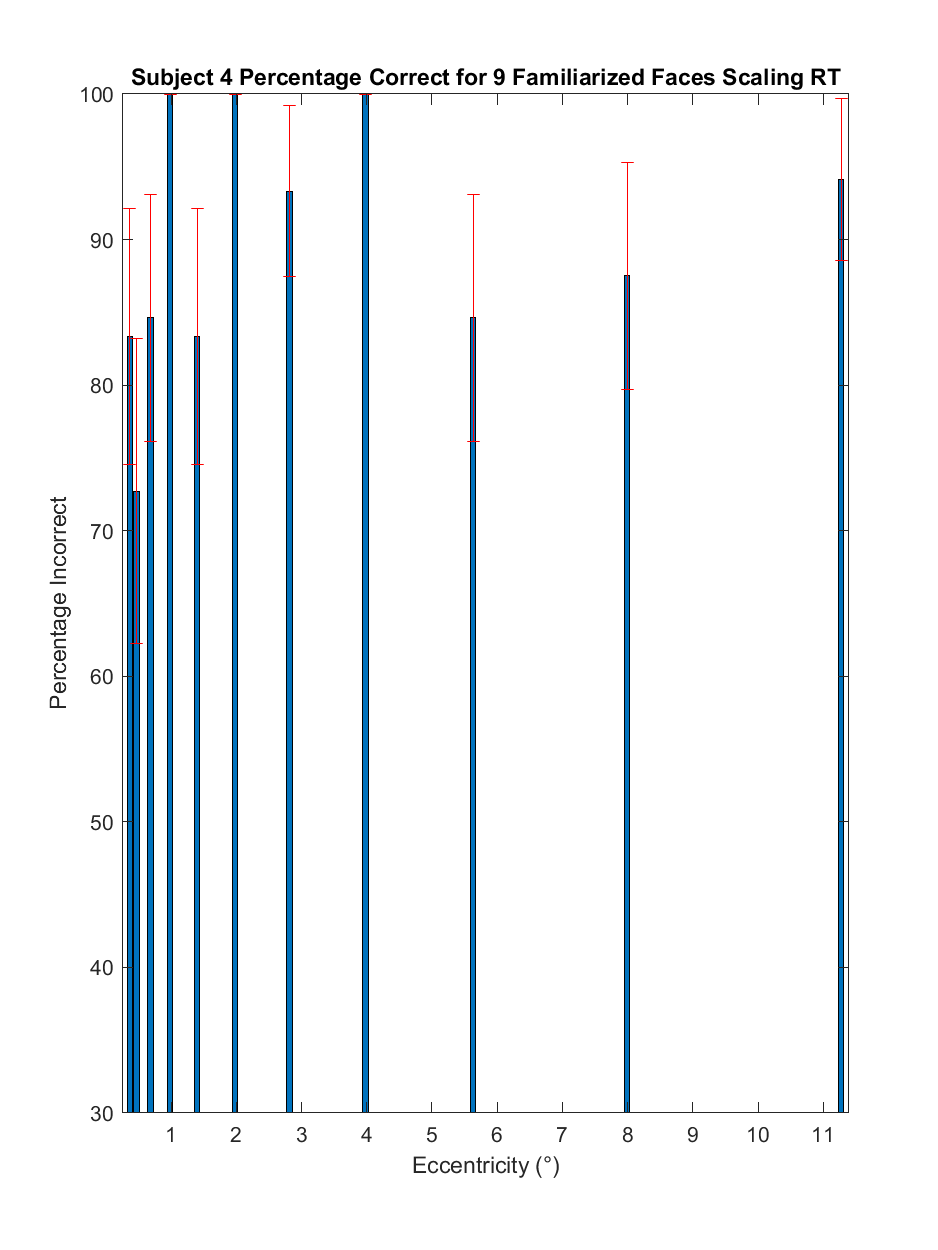 Subject 4 Percentage Correct for 9 Familiarized Faces Scaling RT
100
90
80
70
60
50
40
30
Percentage Incorrect
1 2 3 4 5 6 7 8 9 10 11
Eccentricity (°)